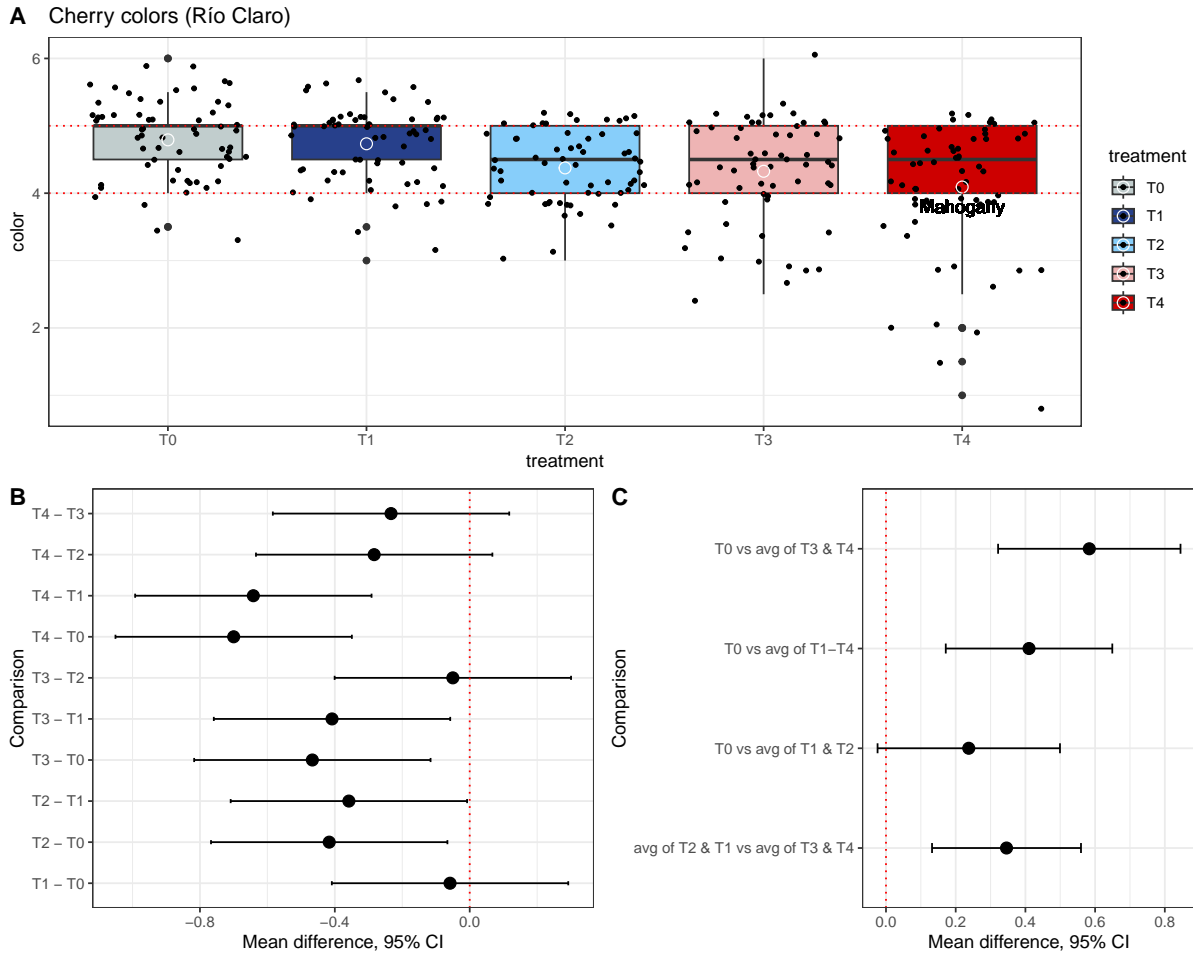 A Cherry colors (Río Claro)
6
4
2
color
Mahogany
T0 T1 T2 T3 T4
treatment
treatment
T0
T1
T2
T3
T4
B
T4 − T3
T4 − T2
T4 − T1
T4 − T0
T3 − T2
T3 − T1
T3 − T0
T2 − T1
T2 − T0
T1 − T0
Comparison
−0.8 −0.4 0.0
Mean difference, 95% CI
C
T0 vs avg of T3 & T4
T0 vs avg of T1−T4
T0 vs avg of T1 & T2
avg of T2 & T1 vs avg of T3 & T4
Comparison
0.0 0.2 0.4 0.6 0.8
Mean difference, 95% CI